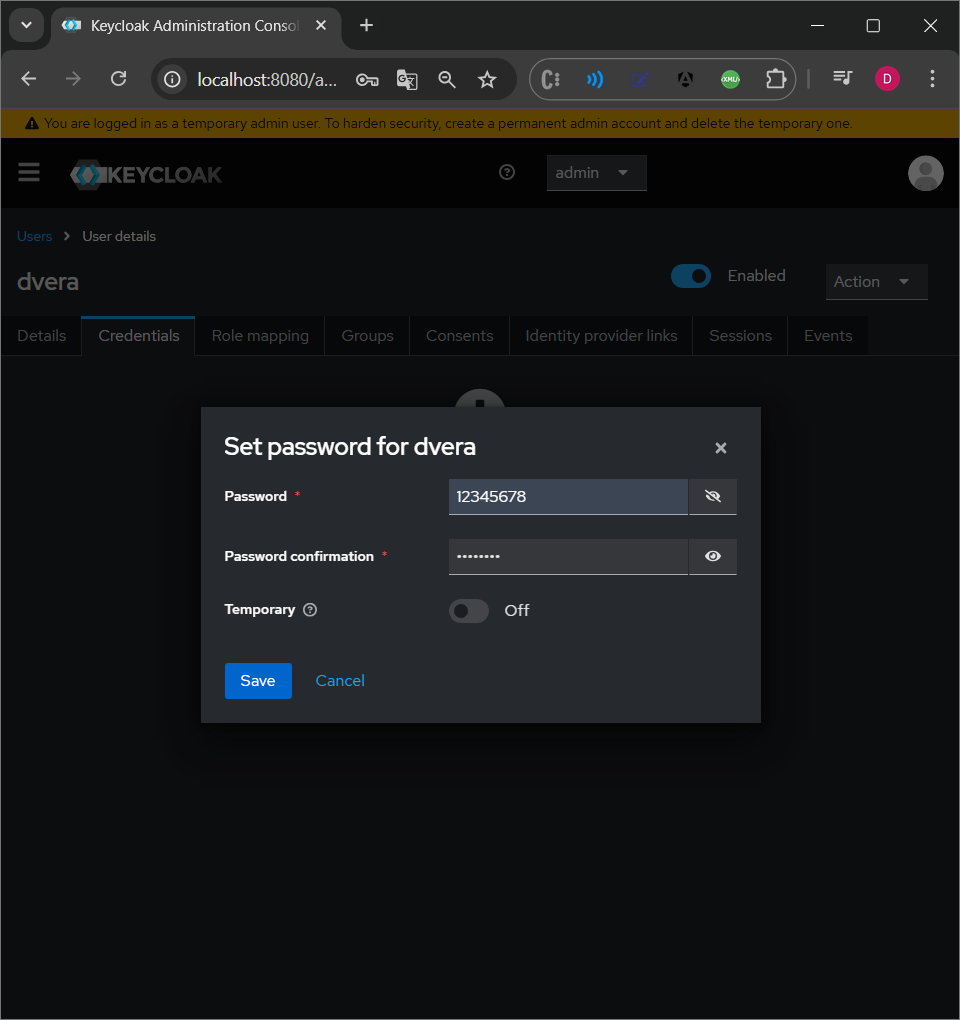 Keycloak Administration Conso
localhost:8080/a...
You are logged in as a temporary admin user. To harden security, create a permanent admin account and delete the temporary one.
KEYCLOAK
admin
D
XMU
Users
User details
dvera
Enabled
Action
Details
Credentials
Role mapping
Groups
Consents
Identity provider links
Sessions
Events
Set password for dvera
Password *
12345678
Password confirmation *
••••••••
Temporary
Off
Save
Cancel